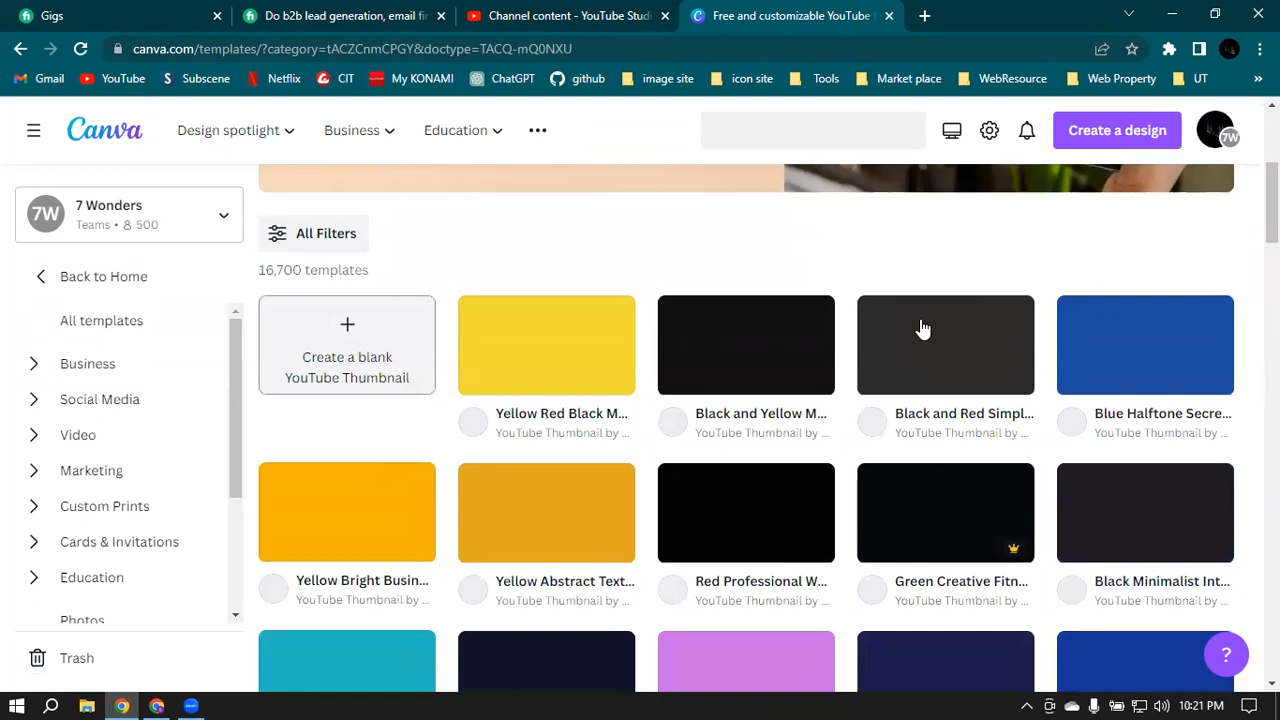 Gigs
Do b2b lead generation, email fi
Channel content - YouTube Studi
Free and customizable YouTube t
canva.com/templates/?category=tACZCnmCPGY&doctype=TACQ-mQ0NXU
Gmail
YouTube
Subscene
Netflix
CIT
My KONAMI
ChatGPT
github
image site
icon site
Tools
Market place
WebResource
Web Property
UT
»
Canva
Design spotlight
Business
Education
Create a design
7W
7W
7 Wonders
Teams • 500
Back to Home
All templates
Business
Social Media
Video
Marketing
Custom Prints
Cards & Invitations
Education
Photos
Trash
All Filters
16,700 templates
Create a blank
YouTube Thumbnail
Yellow Red Black M...
YouTube Thumbnail by ...
Black and Yellow M...
YouTube Thumbnail by ...
Black and Red Simpl...
YouTube Thumbnail by ...
Blue Halftone Secre...
YouTube Thumbnail by ...
Yellow Bright Busin...
YouTube Thumbnail by ...
Yellow Abstract Text...
YouTube Thumbnail by ...
Red Professional W...
YouTube Thumbnail by ...
Green Creative Fitn...
YouTube Thumbnail by ...
Black Minimalist Int...
YouTube Thumbnail by ...
?
10:21 PM